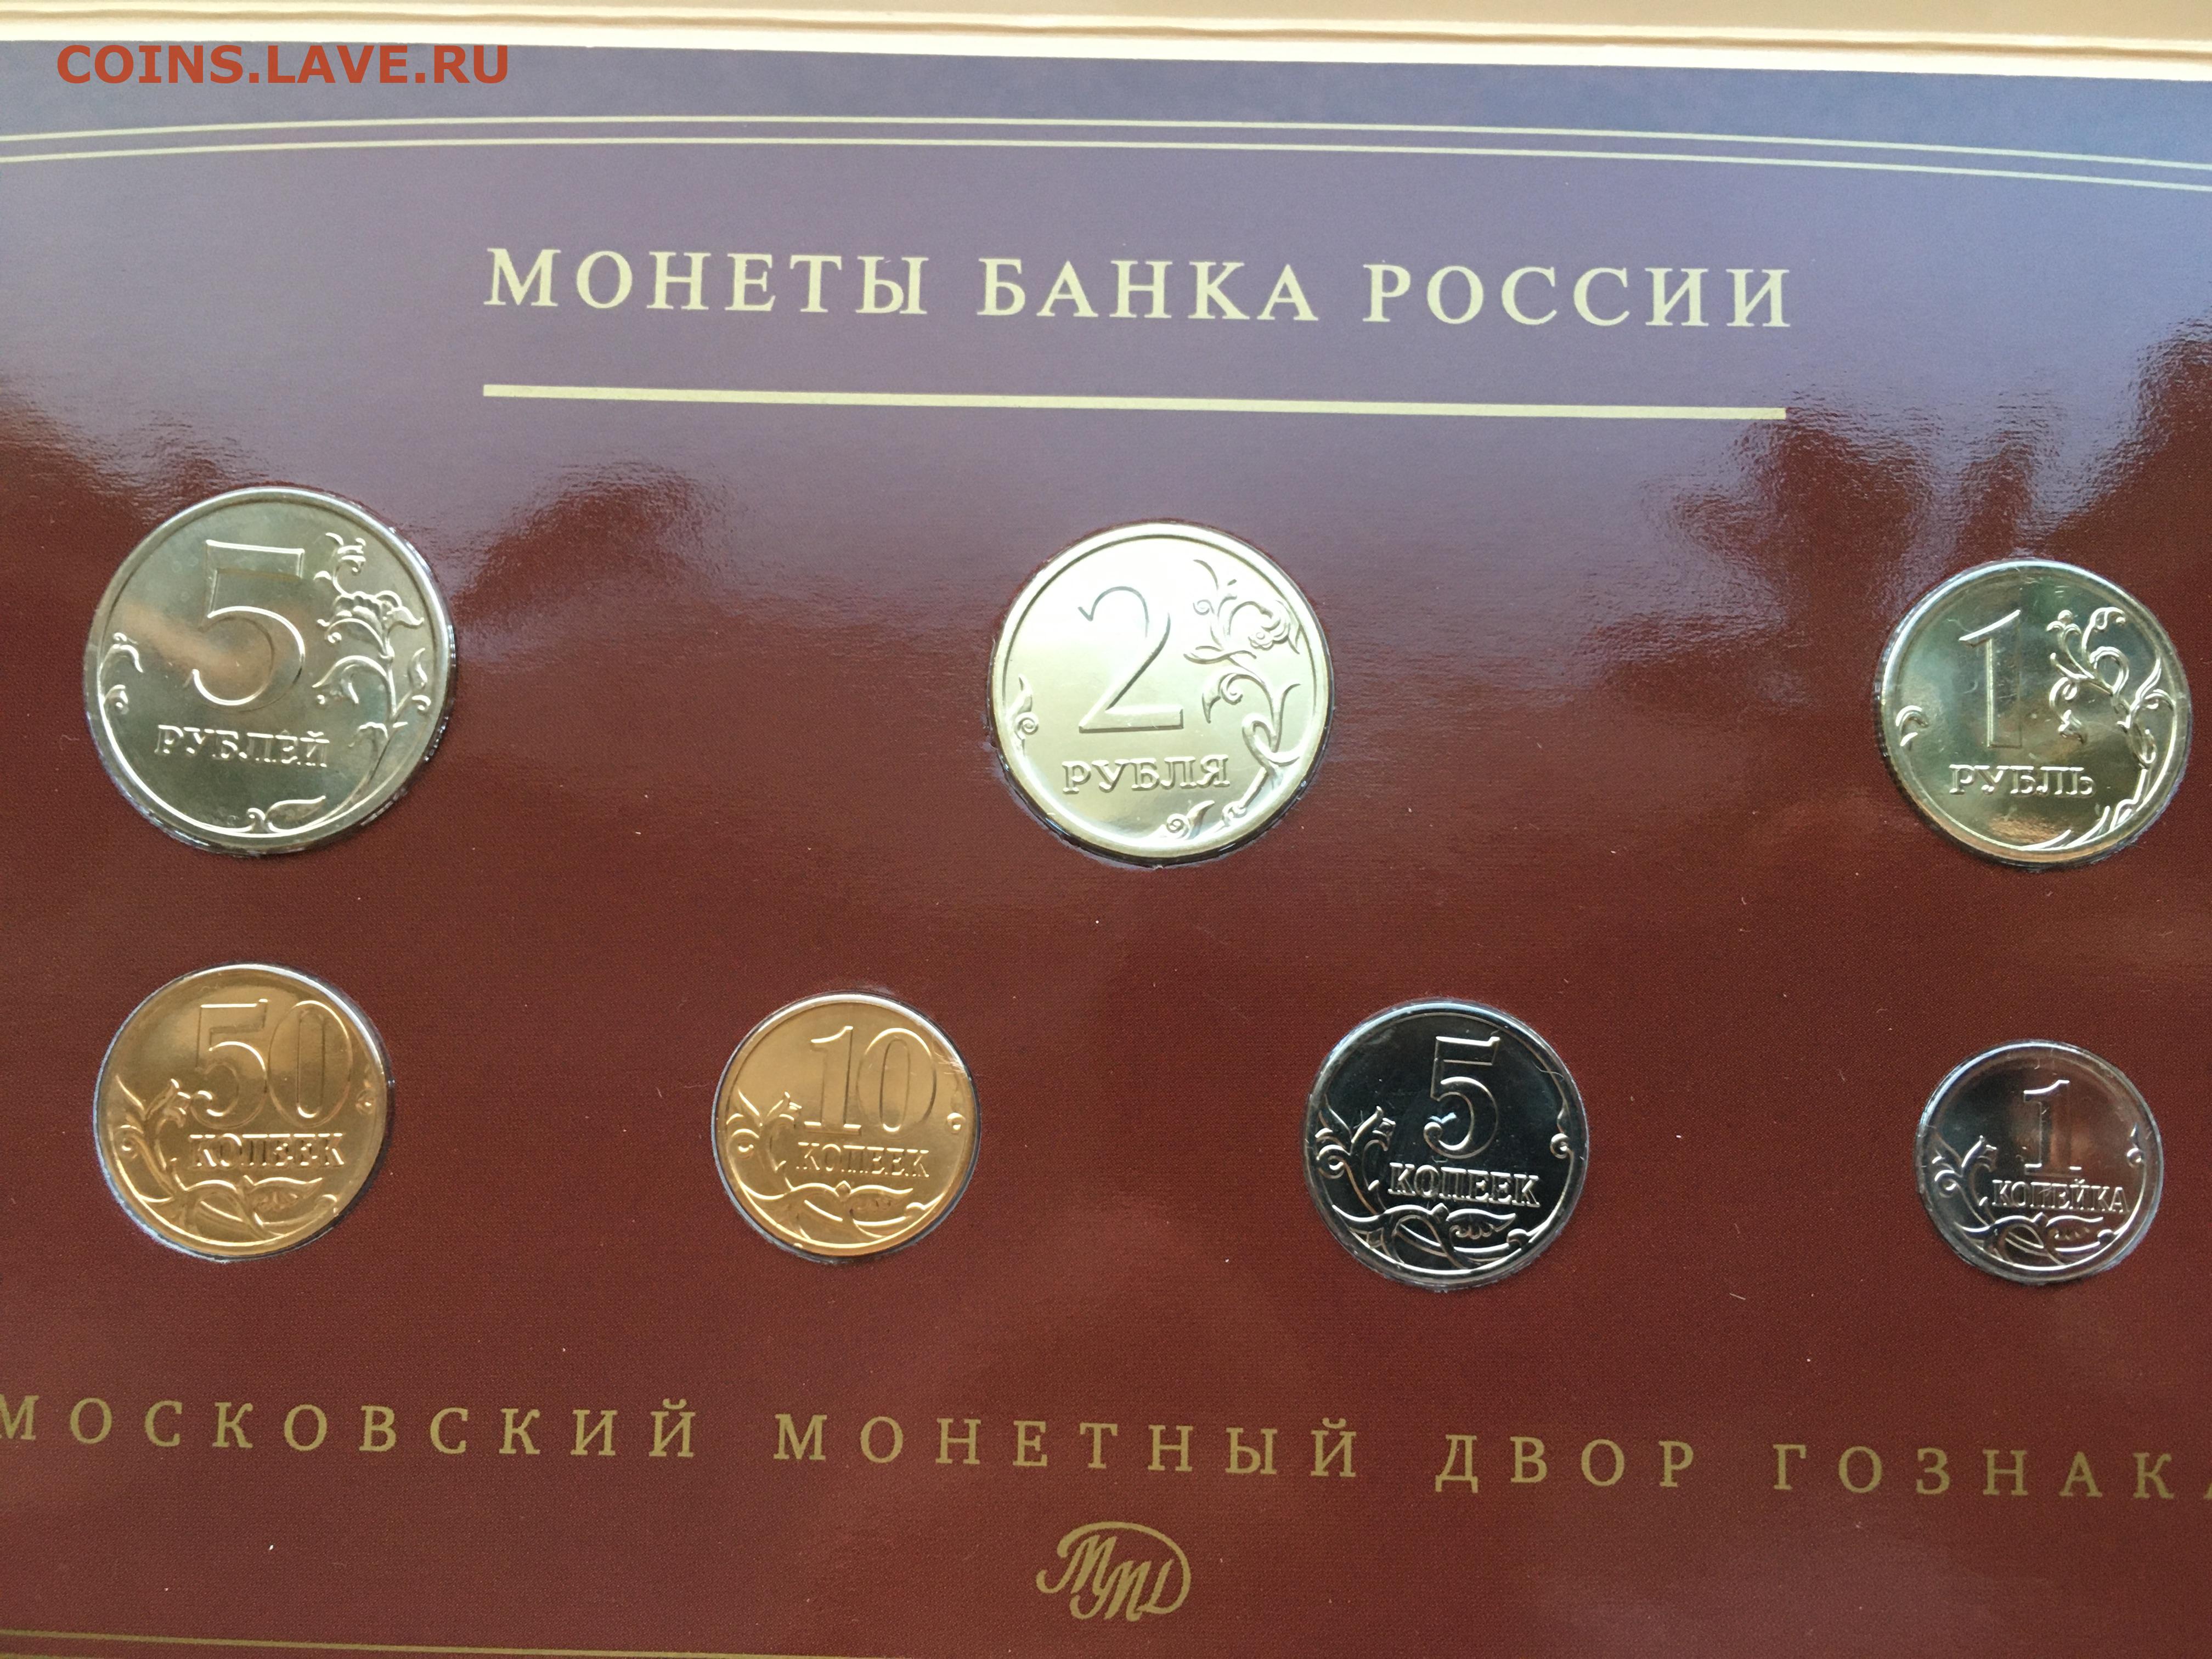 COINS.LAVE.RU
МОНЕТЫ БАНКА РОССИИ
5 РУБЛЕЙ
2 РУБЛЯ
1 РУБЛЬ
50 КОПЕЕК
10 КОПЕЕК
5 КОПЕЕК
1 КОПЕЙКА
МОСКОВСКИЙ МОНЕТНЫЙ ДВОР ГОЗНАКА
ММД